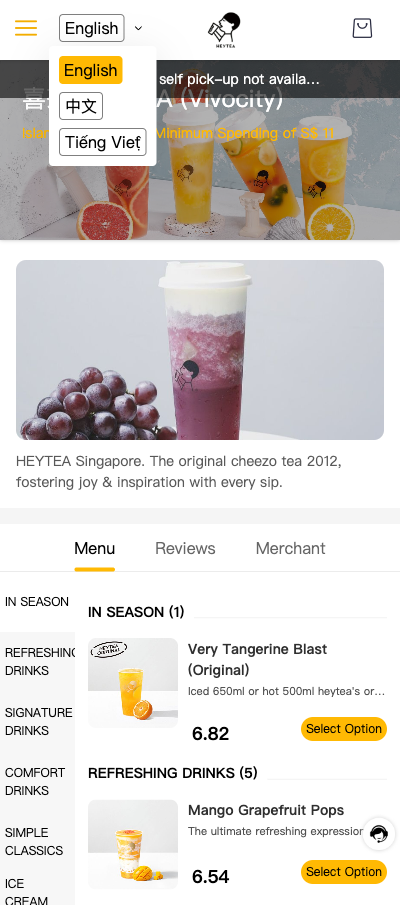 English
HEYTEA
English
中文
Tiếng Việt
self pick-up not availa...
(Vivocity)
Minimum Spending of S$ 11
HEYTEA Singapore. The original cheezo tea 2012,
fostering joy & inspiration with every sip.
Menu
Reviews
Merchant
IN SEASON
REFRESHING
DRINKS
SIGNATURE
DRINKS
COMFORT
DRINKS
SIMPLE
CLASSICS
ICE
CREAM
IN SEASON (1)
HEYTEA
ORIGINAL
Very Tangerine Blast
(Original)
Iced 650ml or hot 500ml heytea's or...
6.82
Select Option
REFRESHING DRINKS (5)
Mango Grapefruit Pops
The ultimate refreshing expression
6.54
Select Option